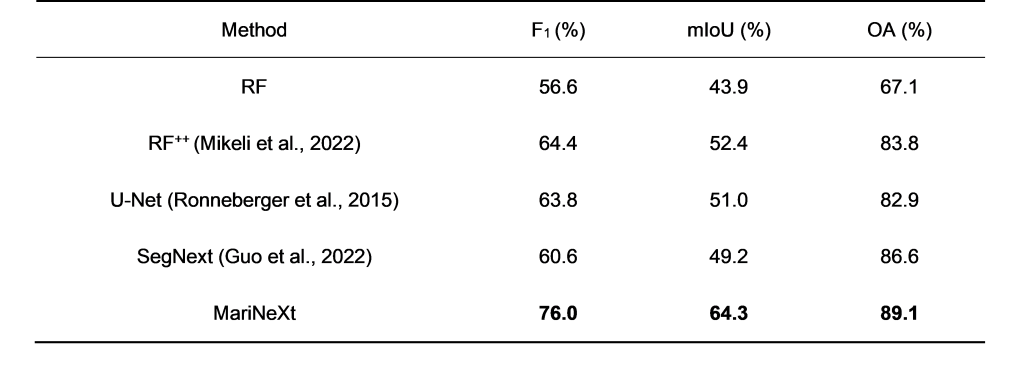 Method F₁ (%) mIoU (%) OA (%)
RF 56.6 43.9 67.1
RF⁺⁺ (Mikeli et al., 2022) 64.4 52.4 83.8
U-Net (Ronneberger et al., 2015) 63.8 51.0 82.9
SegNext (Guo et al., 2022) 60.6 49.2 86.6
MariNeXt 76.0 64.3 89.1